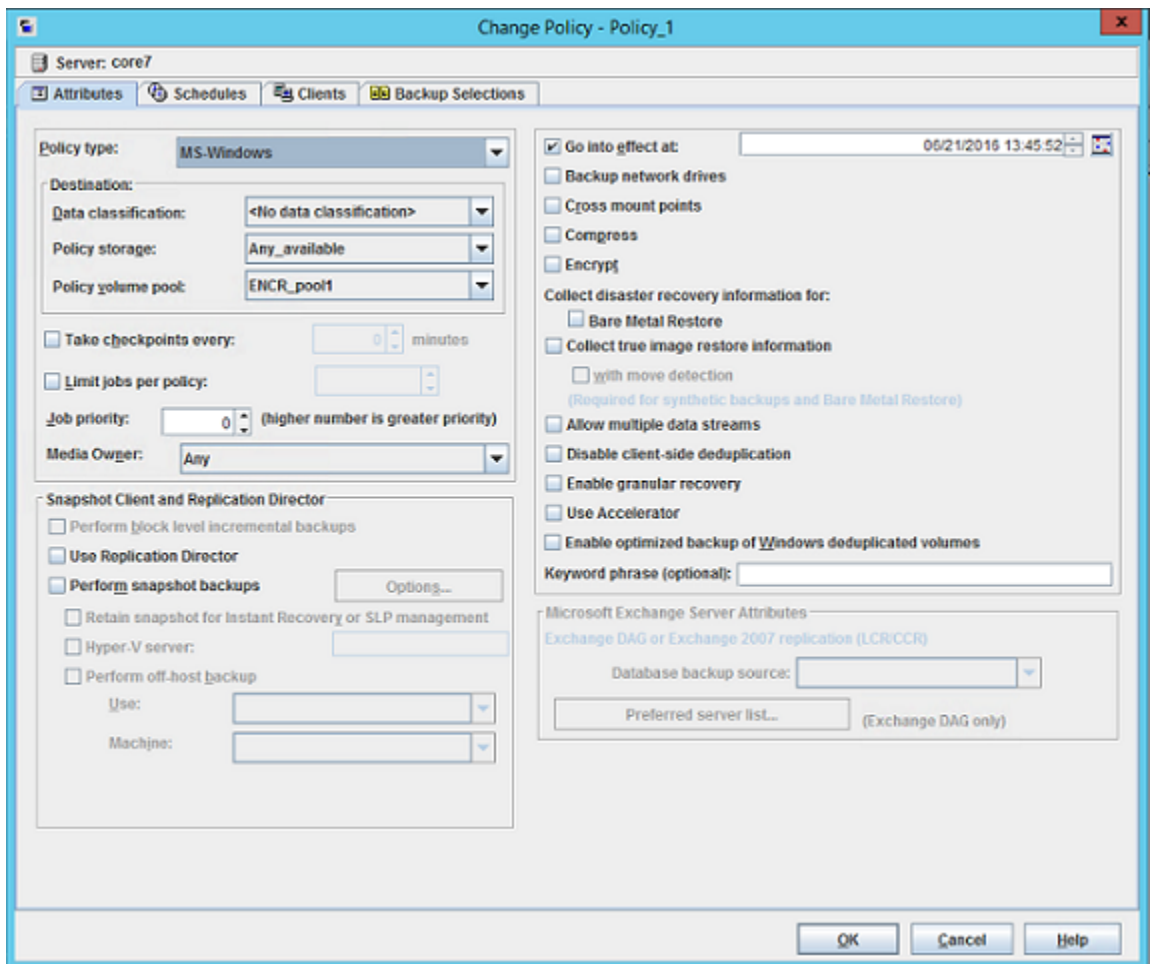 Change Policy - Policy_1
Server: core7
Attributes
Schedules
Clients
Backup Selections
Policy type: MS-Windows
Destination:
Data classification: <No data classification>
Policy storage: Any_available
Policy volume pool: ENCR_pool1
Take checkpoints every: 0 minutes
Limit jobs per policy:
Job priority: 0 (higher number is greater priority)
Media Owner: Any
Snapshot Client and Replication Director
Perform block level incremental backups
Use Replication Director
Perform snapshot backups Options...
Retain snapshot for Instant Recovery or SLP management
Hyper-V server:
Perform off-host backup
Use:
Machine:
Go into effect at: 06/21/2016 13:45:52
Backup network drives
Cross mount points
Compress
Encrypt
Collect disaster recovery information for:
Bare Metal Restore
Collect true image restore information
with move detection
(Required for synthetic backups and Bare Metal Restore)
Allow multiple data streams
Disable client-side deduplication
Enable granular recovery
Use Accelerator
Enable optimized backup of Windows deduplicated volumes
Keyword phrase (optional):
Microsoft Exchange Server Attributes
Exchange DAG or Exchange 2007 replication (LCR/CCR)
Database backup source:
Preferred server list... (Exchange DAG only)
OK
Cancel
Help